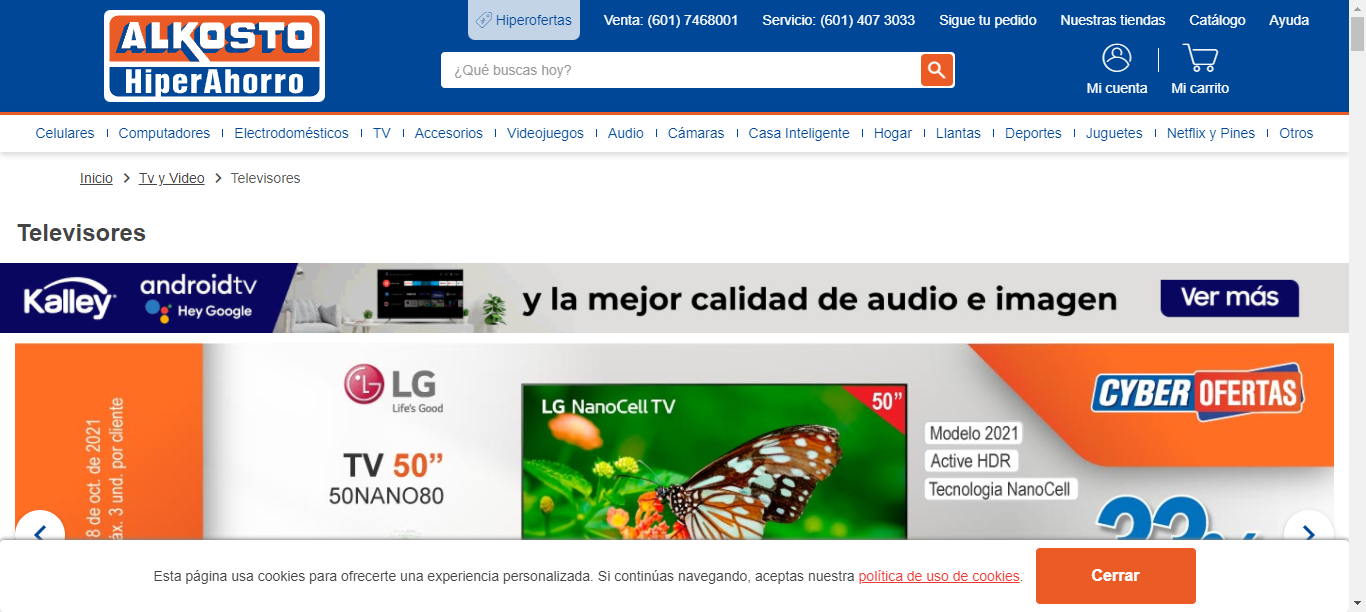 ALKOSTO
HiperAhorro
Hiperofertas
Venta: (601) 7468001
Servicio: (601) 407 3033
Sigue tu pedido
Nuestras tiendas
Catálogo
Ayuda
¿Qué buscas hoy?
Mi cuenta
Mi carrito
Celulares
Computadores
Electrodomésticos
TV
Accesorios
Videojuegos
Audio
Cámaras
Casa Inteligente
Hogar
Llantas
Deportes
Juguetes
Netflix y Pines
Otros
Inicio
Tv y Video
Televisores
Televisores
Kalley
androidtv
Hey Google
y la mejor calidad de audio e imagen
Ver más
8 de oct. de 2021
áx. 3 und. por cliente
LG
Life's Good
TV 50”
50NANO80
LG NanoCell TV
50”
Modelo 2021
Active HDR
Tecnologia NanoCell
CYBER OFERTAS
Esta página usa cookies para ofrecerte una experiencia personalizada. Si continúas navegando, aceptas nuestra política de uso de cookies.
Cerrar